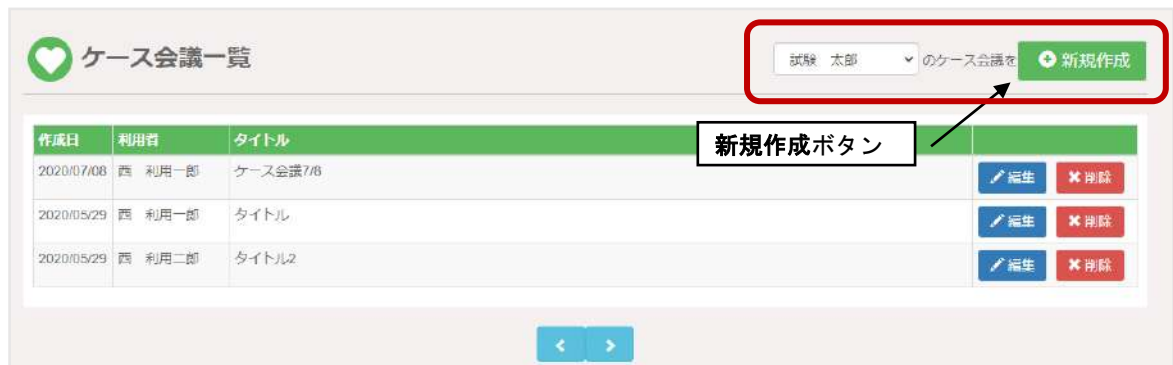 ケース会議一覧
試験 太郎 のケース会議を 新規作成
新規作成ボタン
作成日 利用者 タイトル
2020/07/08 西 利用一郎 ケース会議7/8 編集 削除
2020/05/29 西 利用一郎 タイトル 編集 削除
2020/05/29 西 利用二郎 タイトル2 編集 削除